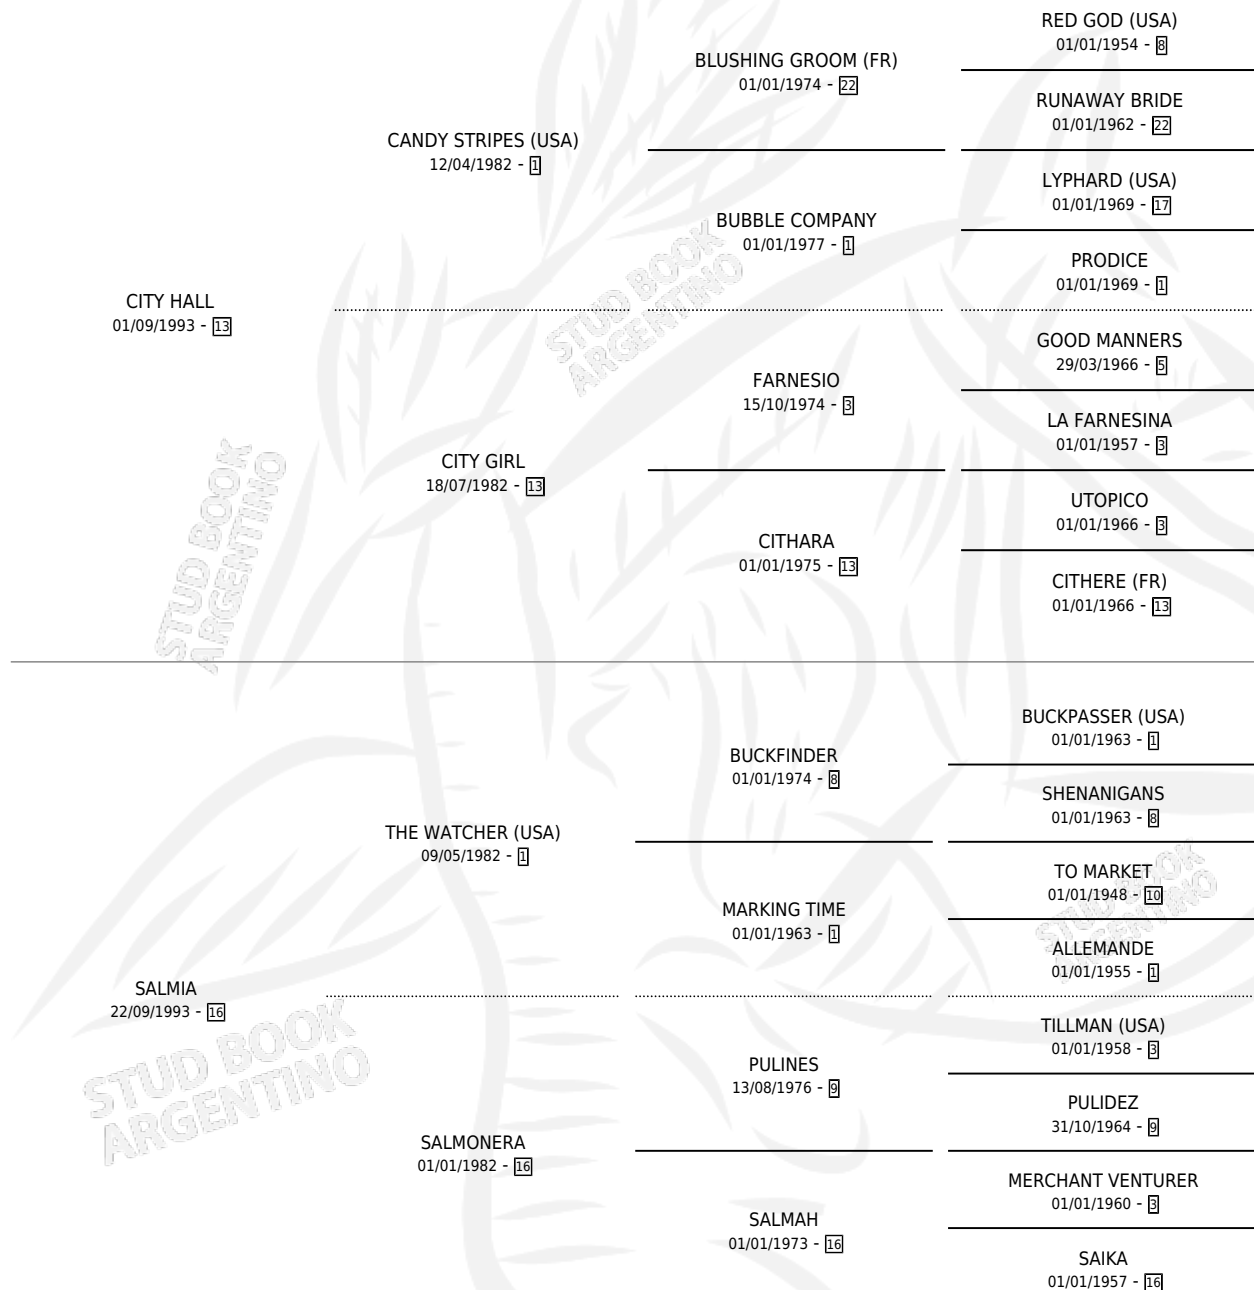 RED GOD (USA)
01/01/1954 - 8
BLUSHING GROOM (FR)
01/01/1974 - 22
RUNAWAY BRIDE
01/01/1962 - 22
CANDY STRIPES (USA)
12/04/1982 - 1
LYPHARD (USA)
01/01/1969 - 17
BUBBLE COMPANY
01/01/1977 - 1
PRODICE
01/01/1969 - 1
CITY HALL
01/09/1993 - 13
GOOD MANNERS
29/03/1966 - 5
FARNESIO
15/10/1974 - 3
LA FARNESINA
01/01/1957 - 3
CITY GIRL
18/07/1982 - 13
UTOPICO
01/01/1966 - 3
CITHARA
01/01/1975 - 13
CITHERE (FR)
01/01/1966 - 13
STUD BOOK
ARGENTINO
STUD BOOK
ARGENTINO
BUCKPASSER (USA)
01/01/1963 - 1
BUCKFINDER
01/01/1974 - 8
SHENANIGANS
01/01/1963 - 8
THE WATCHER (USA)
09/05/1982 - 1
TO MARKET
01/01/1948 - 10
MARKING TIME
01/01/1963 - 1
ALLEMANDE
01/01/1955 - 1
STUD BOOK
ARGENTINO
SALMIA
22/09/1993 - 16
TILLMAN (USA)
01/01/1958 - 3
PULINES
13/08/1976 - 9
PULIDEZ
31/10/1964 - 9
STUD BOOK
ARGENTINO
SALMONERA
01/01/1982 - 16
MERCHANT VENTURER
01/01/1960 - 3
SALMAH
01/01/1973 - 16
SAIKA
01/01/1957 - 16